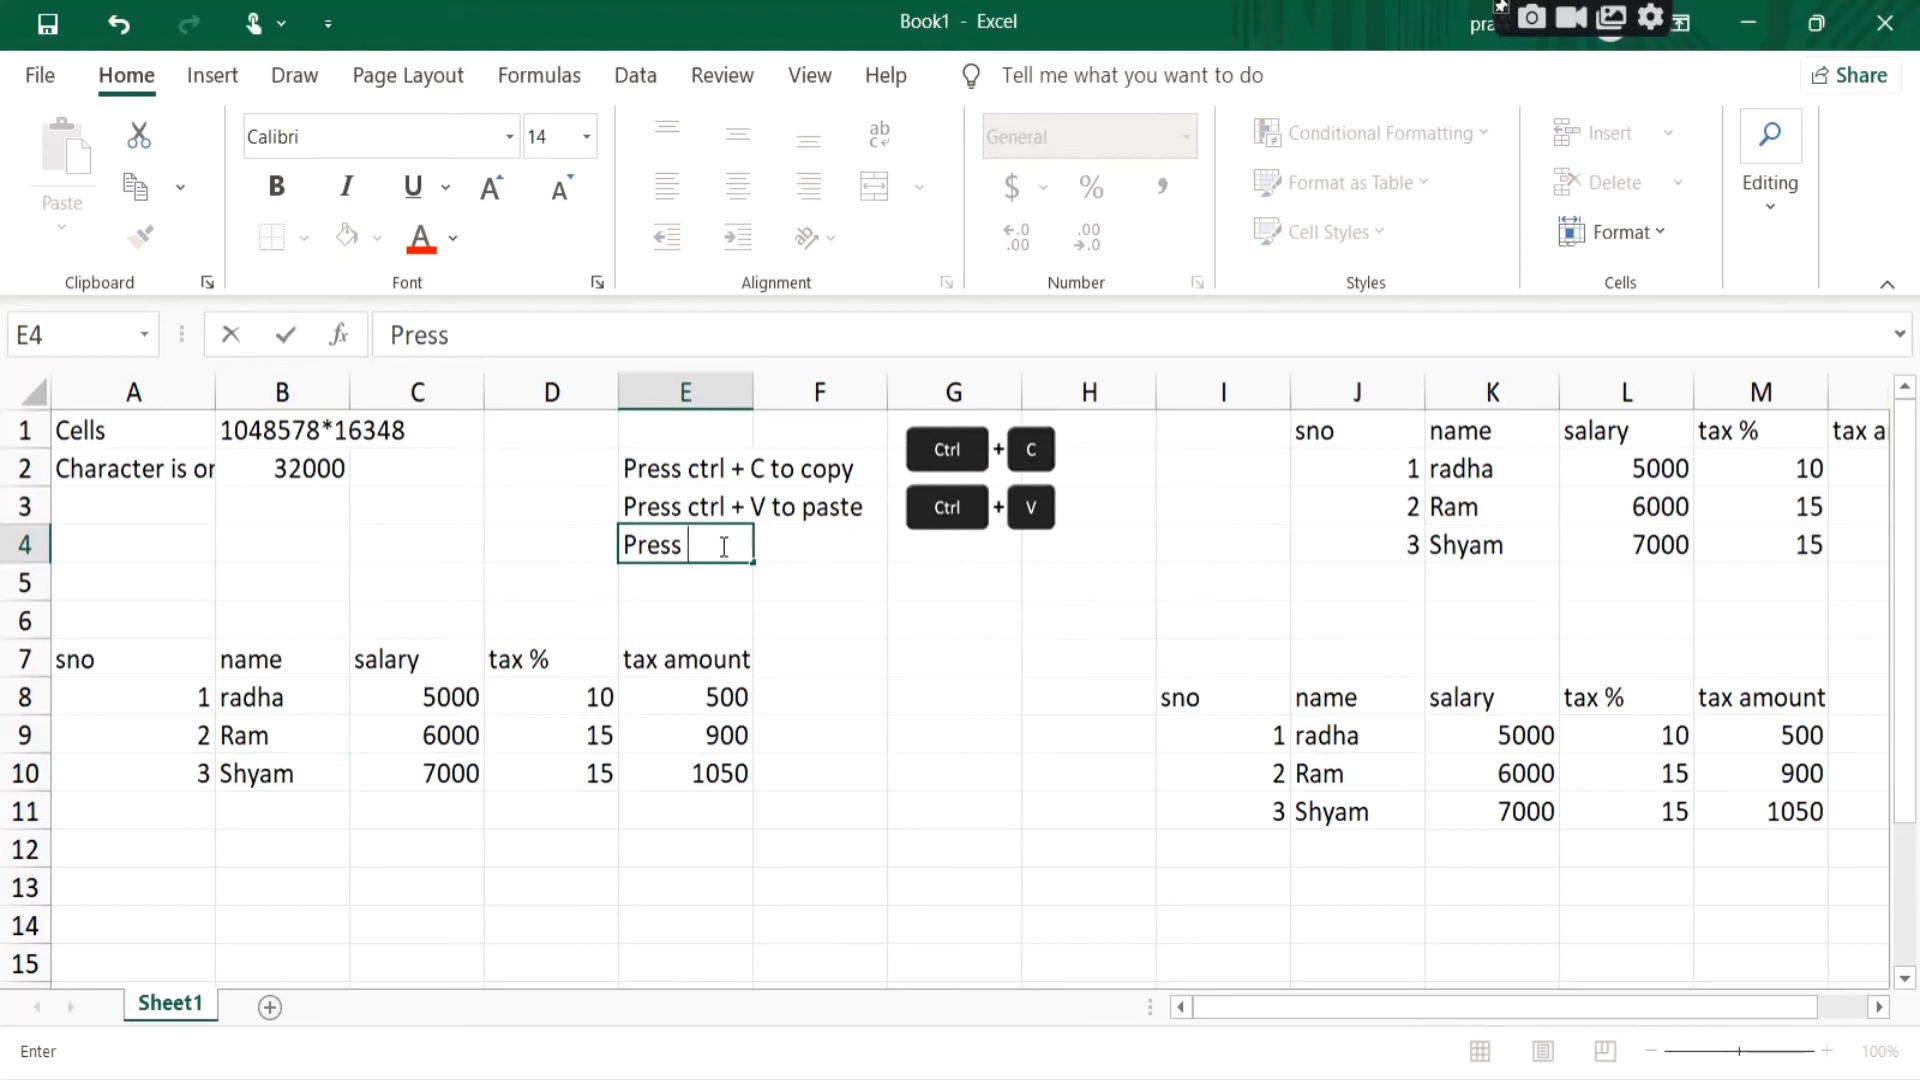 Book1 - Excel
pra
File Home Insert Draw Page Layout Formulas Data Review View Help Tell me what you want to do Share
Paste
Clipboard
Calibri 14
B I U A A
A
Font
ab
c
Alignment
General
$ % ,
←.0 .00
.00 →.0
Number
Conditional Formatting
Format as Table
Cell Styles
Styles
Insert
Delete
Format
Cells
Editing
E4 fx Press
A B C D E F G H I J K L M
1 Cells 1048578*16348 Ctrl + C sno name salary tax % tax a
2 Character is or 32000 Press ctrl + C to copy 1 radha 5000 10
3 Press ctrl + V to paste Ctrl + V 2 Ram 6000 15
4 Press 3 Shyam 7000 15
5
6
7 sno name salary tax % tax amount
8 1 radha 5000 10 500 sno name salary tax % tax amount
9 2 Ram 6000 15 900 1 radha 5000 10 500
10 3 Shyam 7000 15 1050 2 Ram 6000 15 900
11 3 Shyam 7000 15 1050
12
13
14
15
Sheet1
Enter 100%